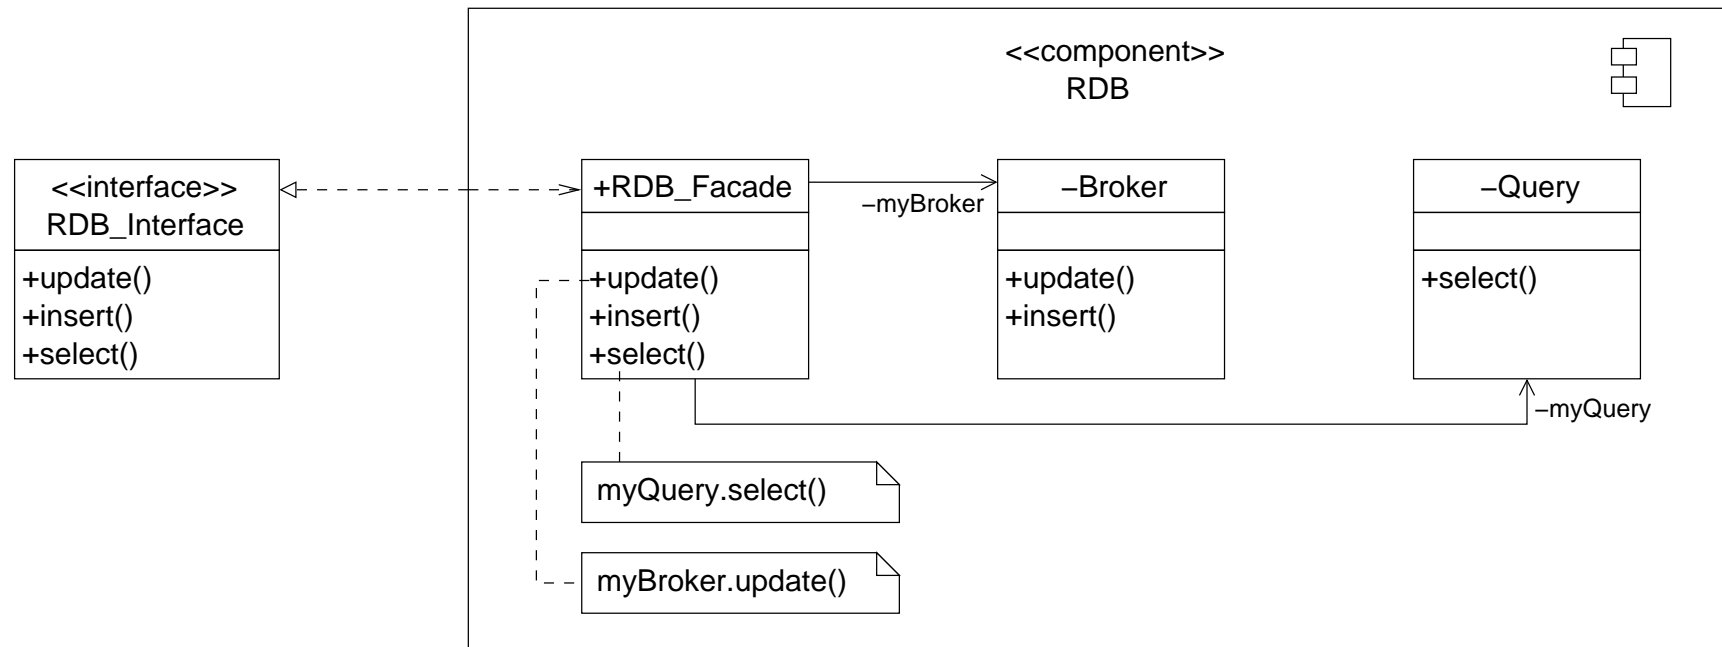 <<component>>
RDB
<<interface>>
RDB_Interface
+update()
+insert()
+select()
+RDB_Facade
+update()
+insert()
+select()
–myBroker
–Broker
+update()
+insert()
–Query
+select()
–myQuery
myQuery.select()
myBroker.update()